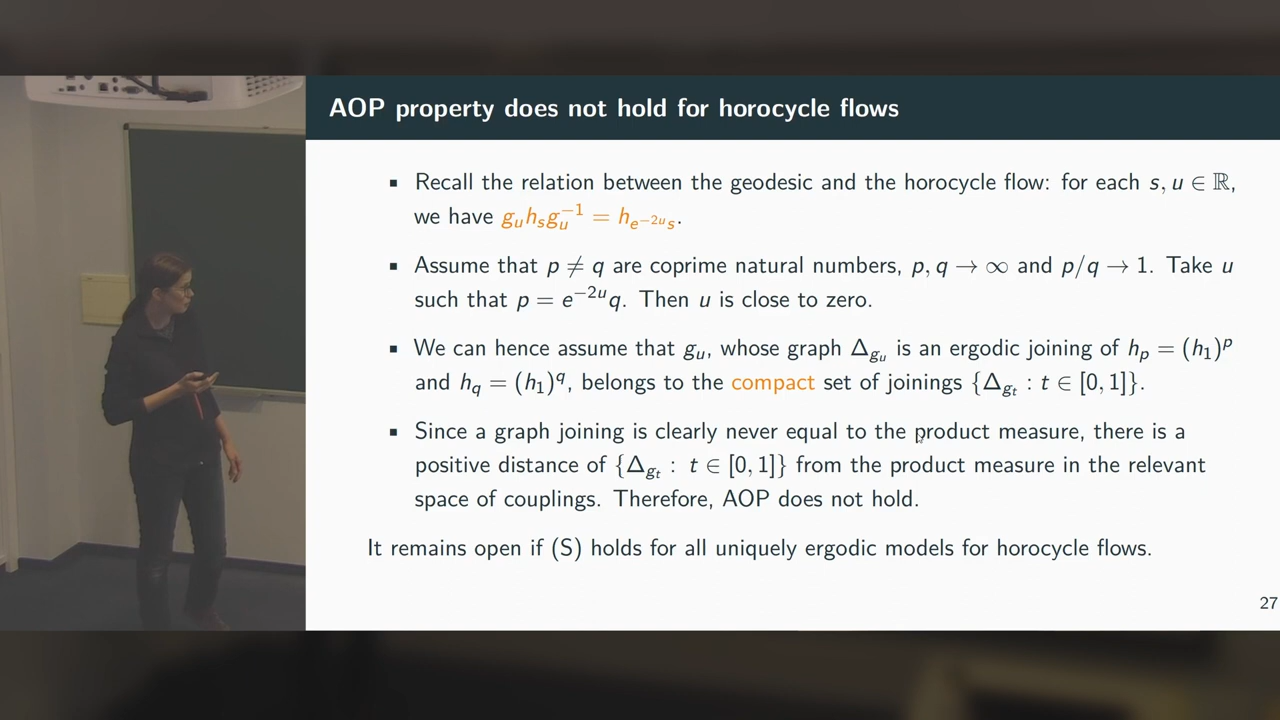 AOP property does not hold for horocycle flows
▪ Recall the relation between the geodesic and the horocycle flow: for each s, u ∈ ℝ,
we have g_u h_s g_u^{-1} = h_{e^{-2u}s}.
▪ Assume that p ≠ q are coprime natural numbers, p, q → ∞ and p/q → 1. Take u
such that p = e^{-2u}q. Then u is close to zero.
▪ We can hence assume that g_u, whose graph Δ_{g_u} is an ergodic joining of h_p = (h_1)^p
and h_q = (h_1)^q, belongs to the compact set of joinings {Δ_{g_t} : t ∈ [0, 1]}.
▪ Since a graph joining is clearly never equal to the product measure, there is a
positive distance of {Δ_{g_t} : t ∈ [0, 1]} from the product measure in the relevant
space of couplings. Therefore, AOP does not hold.
It remains open if (S) holds for all uniquely ergodic models for horocycle flows.
27